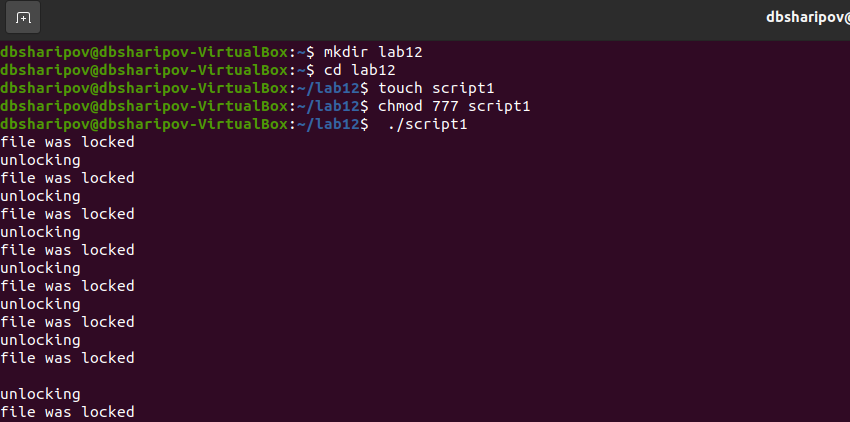 dbsharipov@
dbsharipov@dbsharipov-VirtualBox:~$ mkdir lab12
dbsharipov@dbsharipov-VirtualBox:~$ cd lab12
dbsharipov@dbsharipov-VirtualBox:~/lab12$ touch script1
dbsharipov@dbsharipov-VirtualBox:~/lab12$ chmod 777 script1
dbsharipov@dbsharipov-VirtualBox:~/lab12$  ./script1
file was locked
unlocking
file was locked
unlocking
file was locked
unlocking
file was locked
unlocking
file was locked
unlocking
file was locked
unlocking
file was locked
unlocking
file was locked